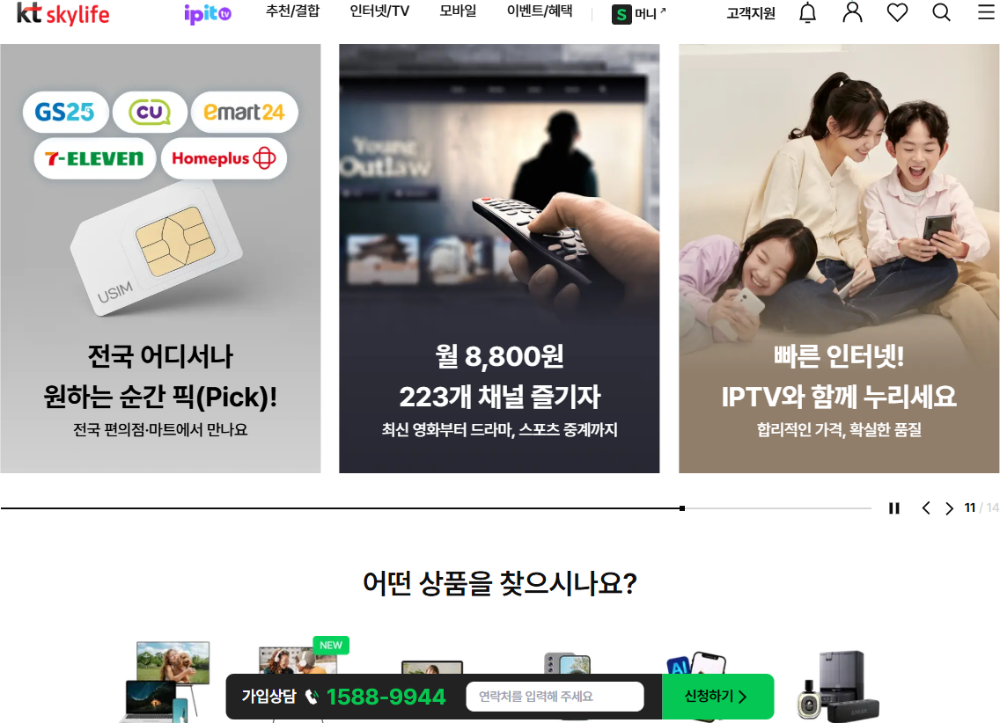 kt skylife
ipit tv
추천/결합
인터넷/TV
모바일
이벤트/혜택
S 머니
고객지원
GS25
CU
emart24
7-ELEVEN
Homeplus
USIM
전국 어디서나
원하는 순간 픽(Pick)!
전국 편의점·마트에서 만나요
Young
Outlaw
월 8,800원
223개 채널 즐기자
최신 영화부터 드라마, 스포츠 중계까지
빠른 인터넷!
IPTV와 함께 누리세요
합리적인 가격, 확실한 품질
11 / 14
어떤 상품을 찾으시나요?
NEW
AI
ANKER
가입상담 1588-9944
연락처를 입력해 주세요
신청하기